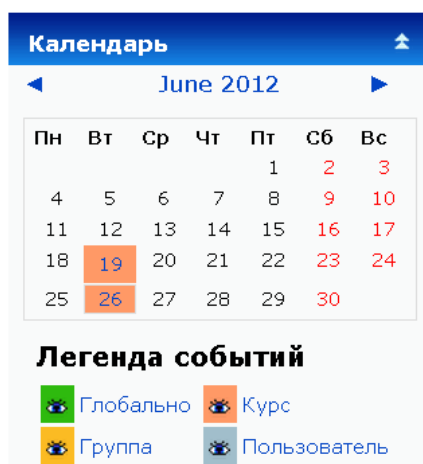 Календарь
June 2012
Пн Вт Ср Чт Пт Сб Вс
1 2 3
4 5 6 7 8 9 10
11 12 13 14 15 16 17
18 19 20 21 22 23 24
25 26 27 28 29 30
Легенда событий
Глобально Курс
Группа Пользователь